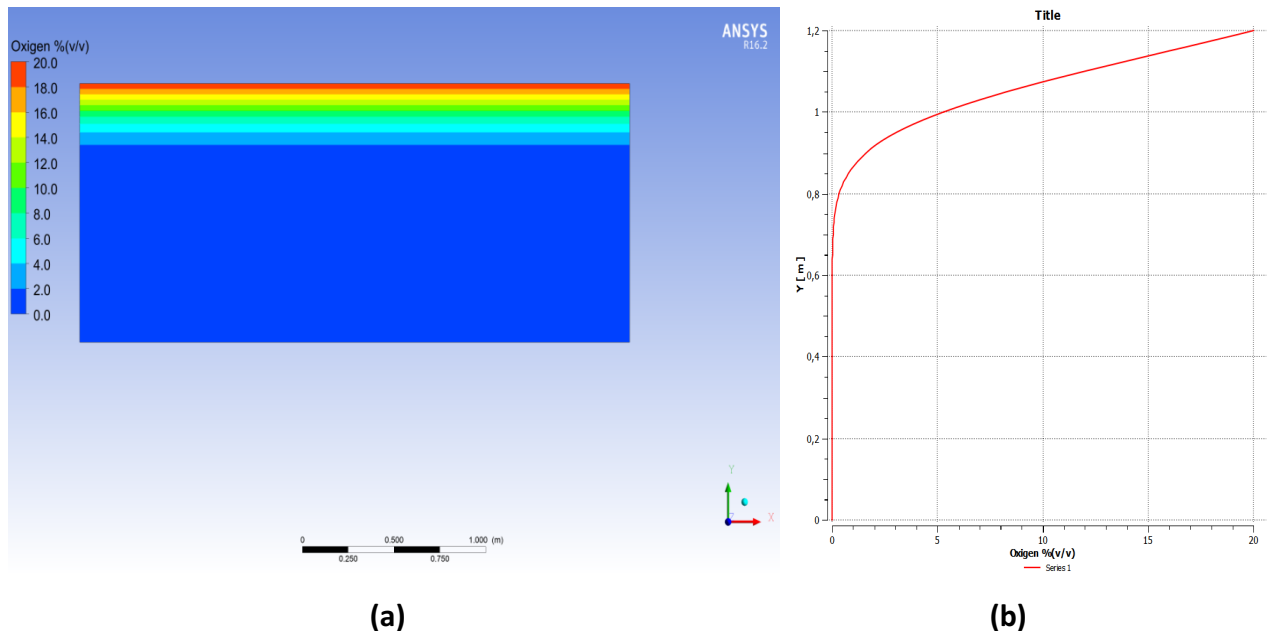 ANSYS
R16.2
Oxigen %(v/v)
20.0
18.0
16.0
14.0
12.0
10.0
8.0
6.0
4.0
2.0
0.0
Y
X
Z
0 0.500 1.000 (m)
0.250 0.750
(a)
Title
1,2
1
0,8
0,6
0,4
0,2
0
Y [ m ]
0 5 10 15 20
Oxigen %(v/v)
Series 1
(b)